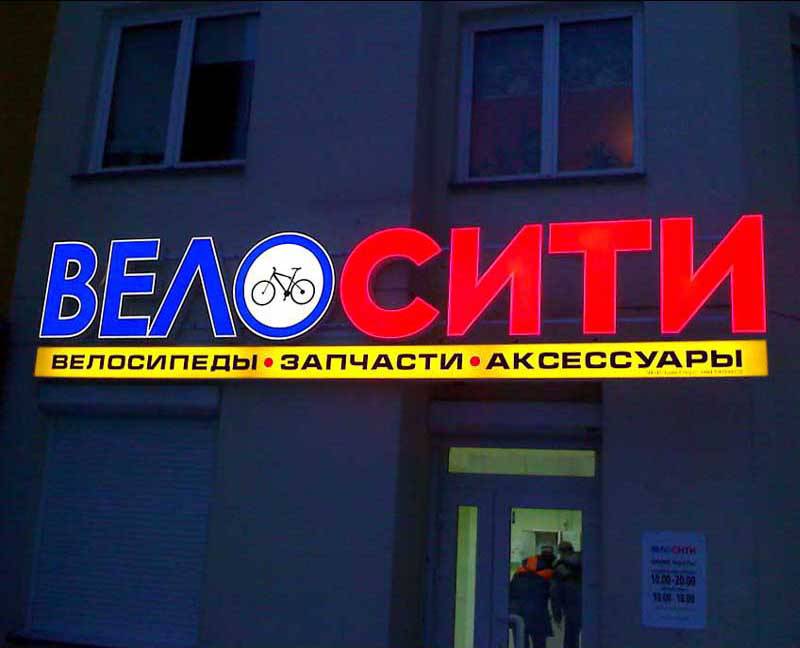 ВЕЛОСИТИ
ВЕЛОСИПЕДЫ • ЗАПЧАСТИ • АКСЕССУАРЫ
ВЕЛОСИТИ
10.00-20.00
10.00-18.00